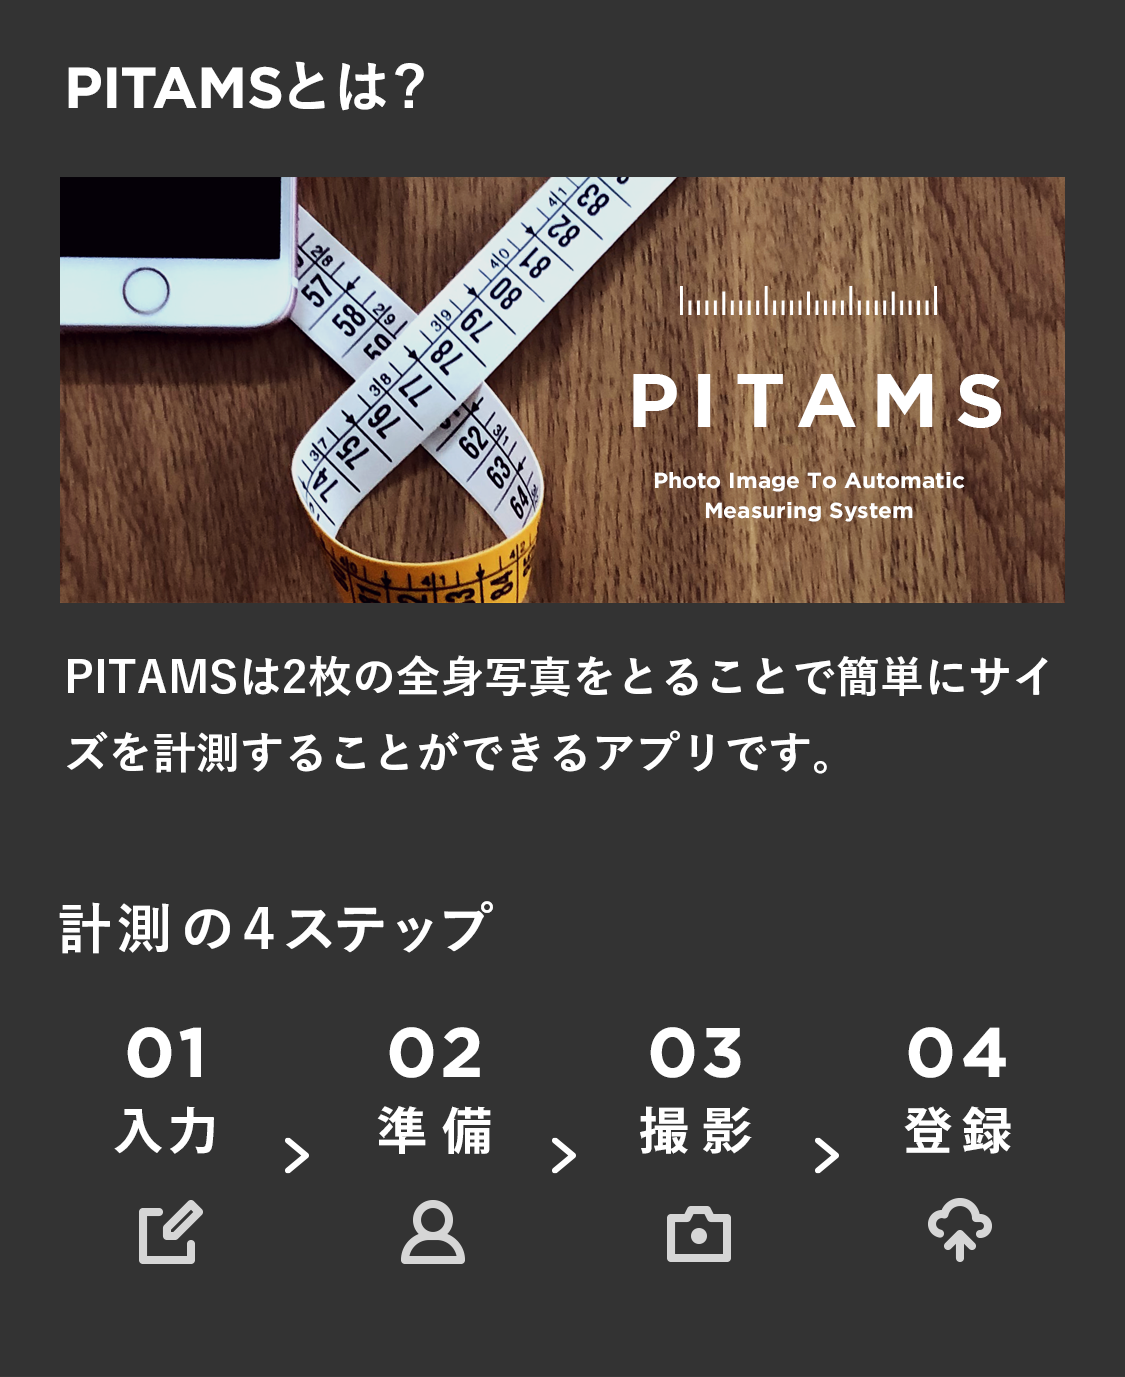 PITAMSとは?
PITAMS
Photo Image To Automatic
Measuring System
PITAMSは2枚の全身写真をとることで簡単にサイ
ズを計測することができるアプリです。
計測の4ステップ
01 02 03 04
入力 > 準備 > 撮影 > 登録